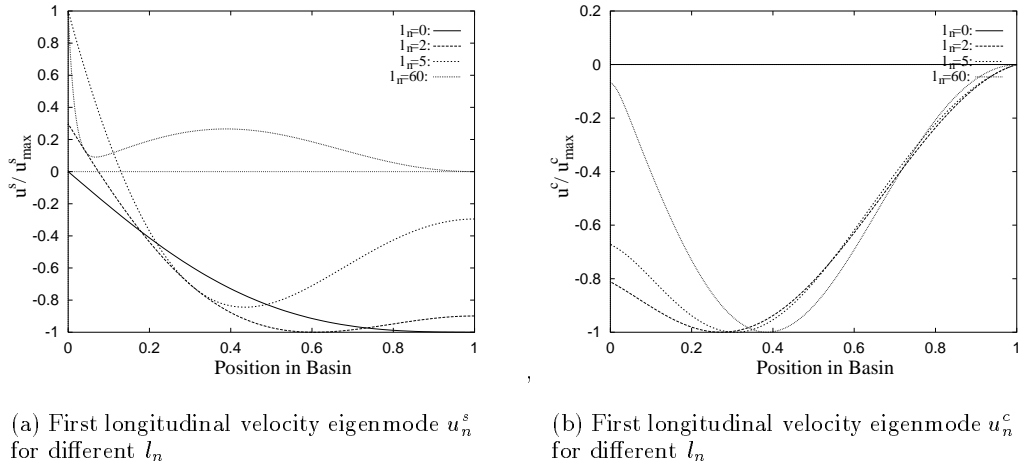 1
0.8
0.6
0.4
0.2
0
-0.2
-0.4
-0.6
-0.8
-1
u^s / u^s_max
l_n=0:
l_n=2:
l_n=5:
l_n=60:
0 0.2 0.4 0.6 0.8 1
Position in Basin
,
0.2
0
-0.2
-0.4
-0.6
-0.8
-1
u^c / u^c_max
l_n=0:
l_n=2:
l_n=5:
l_n=60:
0 0.2 0.4 0.6 0.8 1
Position in Basin
(a) First longitudinal velocity eigenmode u_n^s
for different l_n
(b) First longitudinal velocity eigenmode u_n^c
for different l_n